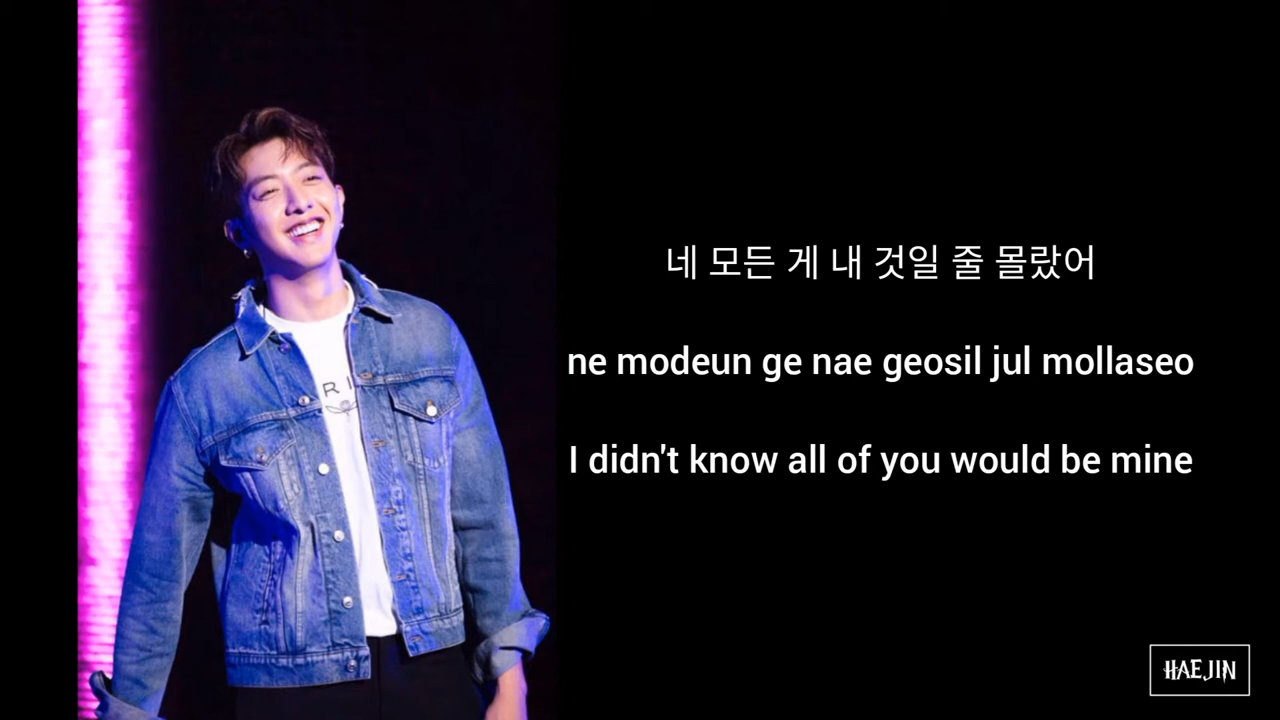 네 모든 게 내 것일 줄 몰랐어
ne modeun ge nae geosil jul mollaseo
I didn't know all of you would be mine
RI
HAEJIN